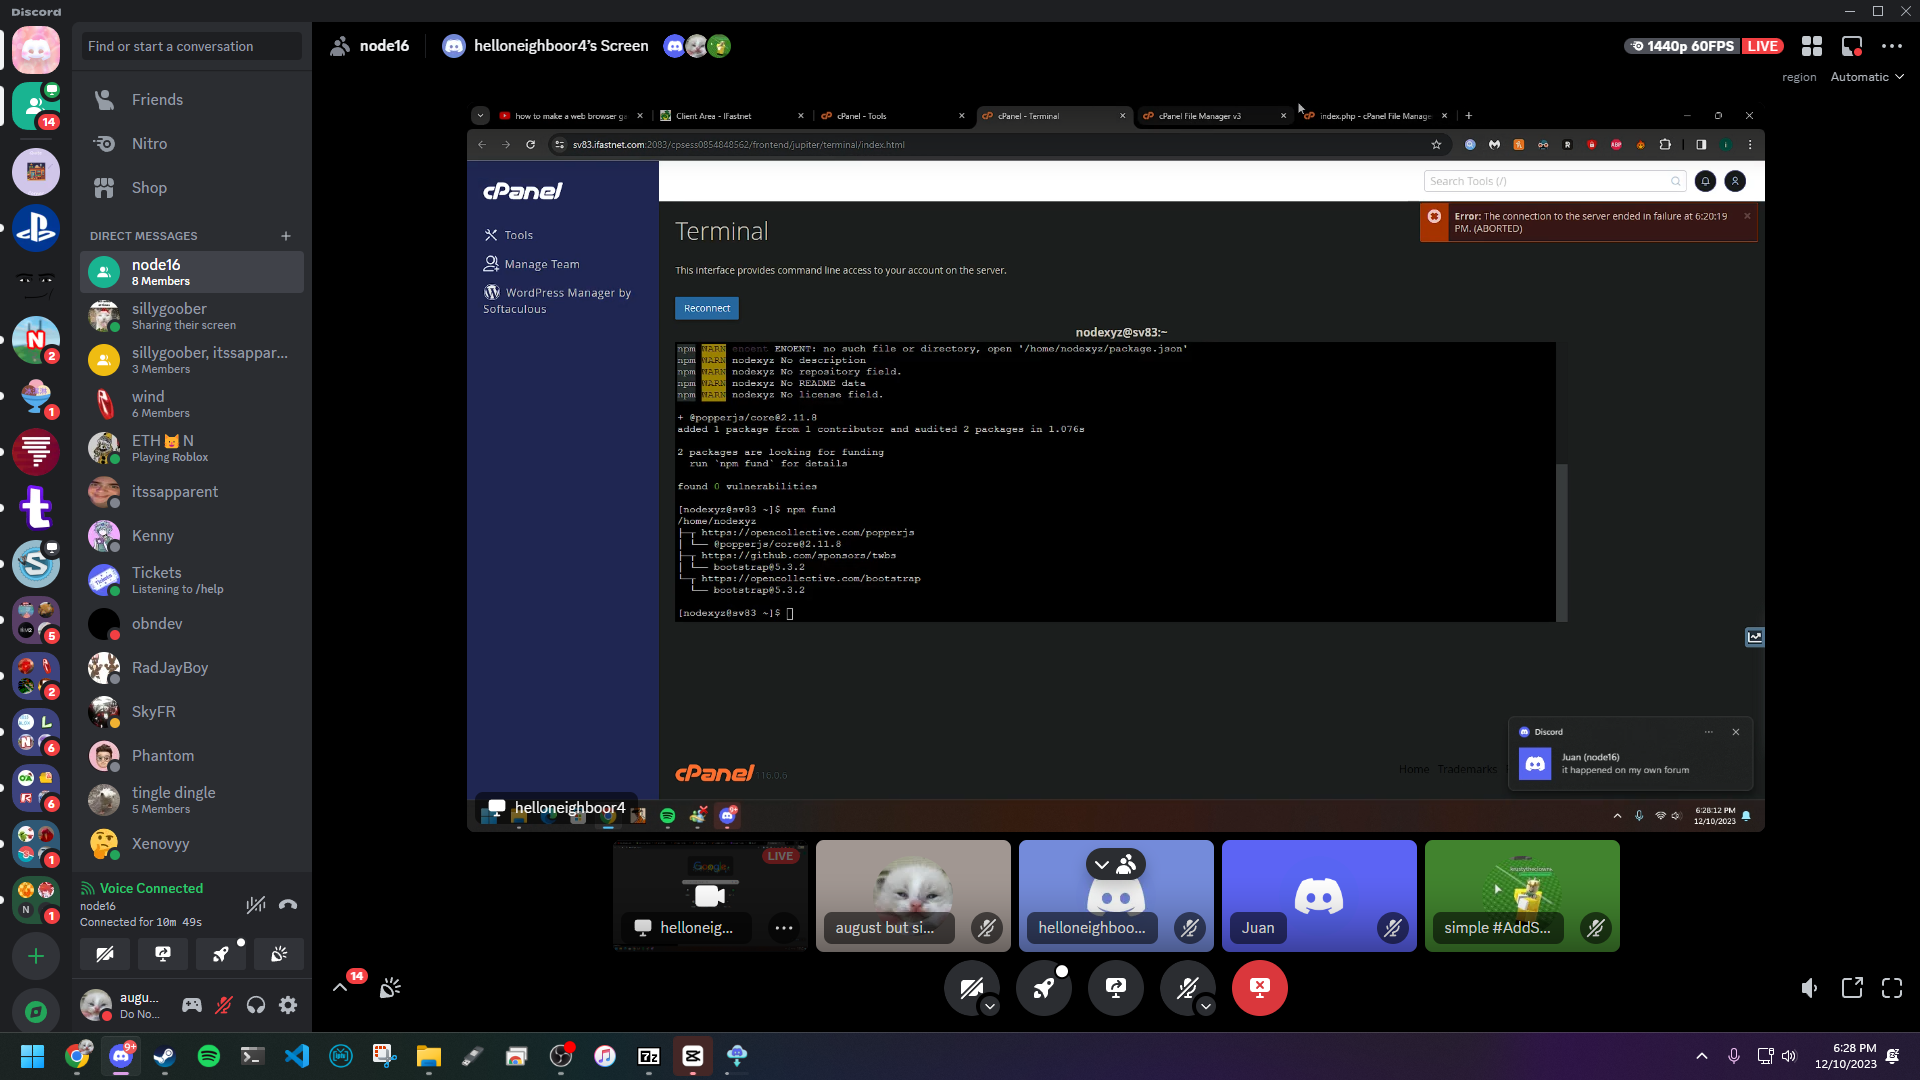 Discord
Find or start a conversation
node16
helloneighboor4's Screen
1440p 60FPS
LIVE
region
Automatic
14
Friends
Nitro
Shop
DIRECT MESSAGES
node16
8 Members
sillygoober
Sharing their screen
sillygoober, itssappar...
3 Members
wind
6 Members
ETH N
Playing Roblox
itssapparent
Kenny
Tickets
Listening to /help
obndev
RadJayBoy
SkyFR
Phantom
tingle dingle
5 Members
Xenovyy
2
1
5
2
6
6
1
1
Voice Connected
node16
Connected for 10m 49s
augu...
Do No...
how to make a web browser g
Client Area - iFastnet
cPanel - Tools
cPanel - Terminal
cPanel File Manager v3
index.php - cPanel File Manage
sv83.ifastnet.com:2083/cpsess0854848562/frontend/jupiter/terminal/index.html
cPanel
Search Tools (/)
Tools
Manage Team
WordPress Manager by
Softaculous
Error: The connection to the server ended in failure at 6:20:19
PM. (ABORTED)
Terminal
This interface provides command line access to your account on the server.
Reconnect
nodexyz@sv83:~
npm WARN enoent ENOENT: no such file or directory, open '/home/nodexyz/package.json'
npm WARN nodexyz No description
npm WARN nodexyz No repository field.
npm WARN nodexyz No README data
npm WARN nodexyz No license field.
+ @popperjs/core@2.11.8
added 1 package from 1 contributor and audited 2 packages in 1.076s
2 packages are looking for funding
run `npm fund` for details
found 0 vulnerabilities
[nodexyz@sv83 ~]$ npm fund
/home/nodexyz
├─┬ https://opencollective.com/popperjs
│ └── @popperjs/core@2.11.8
├─┬ https://github.com/sponsors/twbs
│ └── bootstrap@5.3.2
└─┬ https://opencollective.com/bootstrap
└── bootstrap@5.3.2
[nodexyz@sv83 ~]$
Discord
Juan (node16)
it happened on my own forum
cPanel 116.0.6
Home Trademarks
helloneighboor4
6:28:12 PM
12/10/2023
Google
LIVE
helloneig...
august but si...
helloneighboo...
Juan
simple #AddS...
14
9+
6:28 PM
12/10/2023